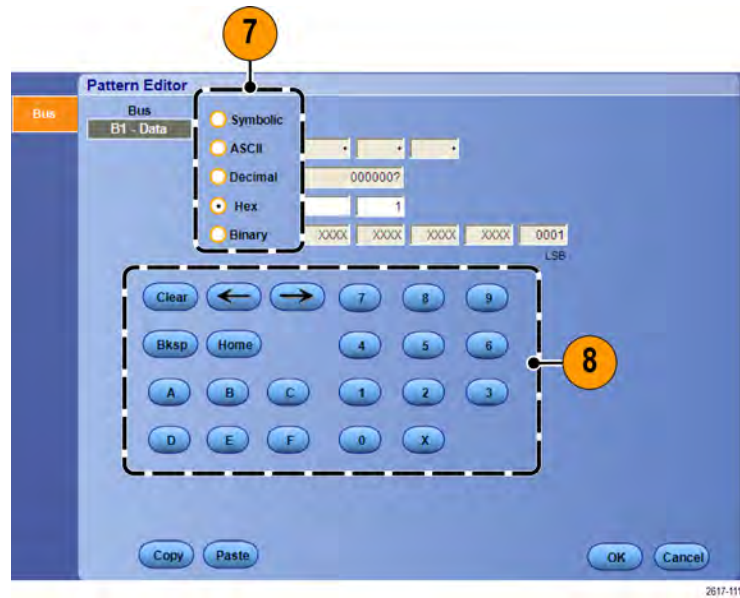 7
Pattern Editor
Bus
Bus
B1 - Data
Symbolic
ASCII
Decimal 000000?
Hex 1
Binary XXXX XXXX XXXX XXXX 0001
LSB
Clear ← → 7 8 9
Bksp Home 4 5 6
8
A B C 1 2 3
D E F 0 X
Copy Paste OK Cancel
2617-111